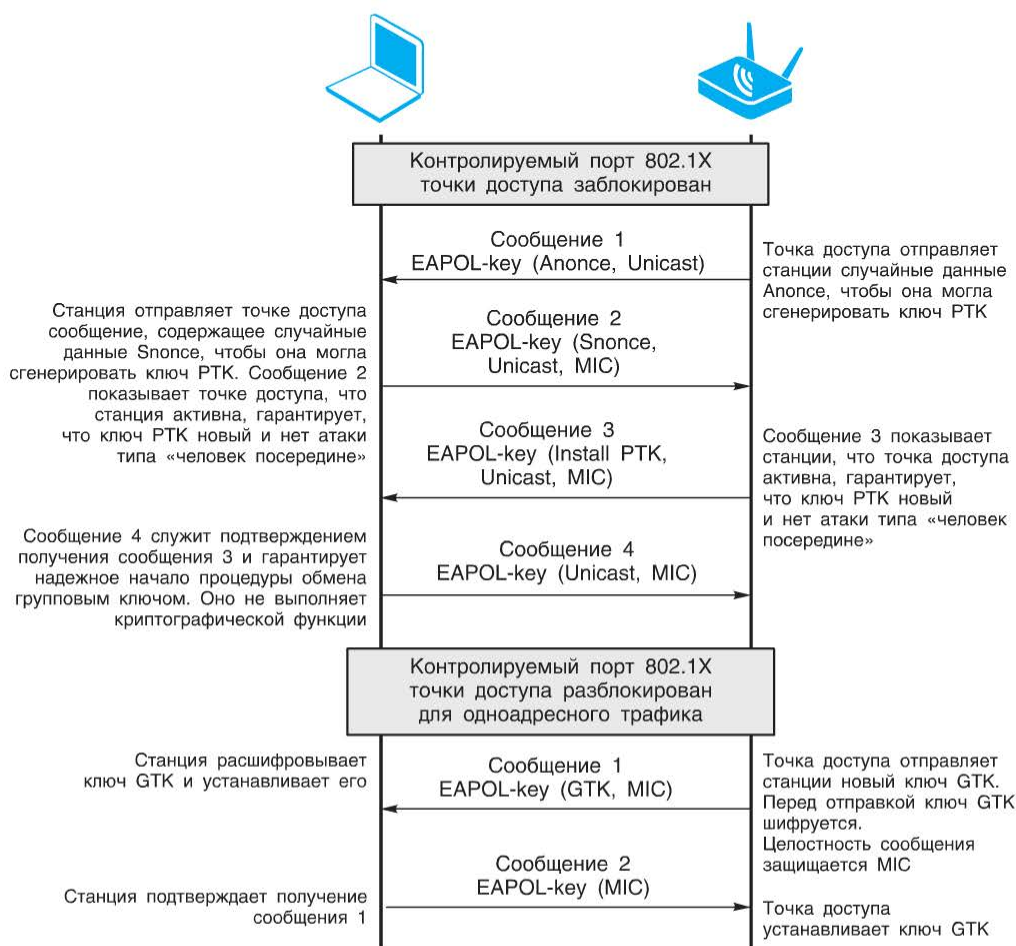 Контролируемый порт 802.1X
точки доступа заблокирован
Сообщение 1
EAPOL-key (Anonce, Unicast)
Точка доступа отправляет
станции случайные данные
Anonce, чтобы она могла
сгенерировать ключ PTK
Станция отправляет точке доступа
сообщение, содержащее случайные
данные Snonce, чтобы она могла
сгенерировать ключ PTK. Сообщение 2
показывает точке доступа, что
станция активна, гарантирует,
что ключ PTK новый и нет атаки
типа «человек посередине»
Сообщение 2
EAPOL-key (Snonce,
Unicast, MIC)
Сообщение 3
EAPOL-key (Install PTK,
Unicast, MIC)
Сообщение 3 показывает
станции, что точка доступа
активна, гарантирует,
что ключ PTK новый
и нет атаки типа «человек
посередине»
Сообщение 4 служит подтверждением
получения сообщения 3 и гарантирует
надежное начало процедуры обмена
групповым ключом. Оно не выполняет
криптографической функции
Сообщение 4
EAPOL-key (Unicast, MIC)
Контролируемый порт 802.1X
точки доступа разблокирован
для одноадресного трафика
Станция расшифровывает
ключ GTK и устанавливает его
Сообщение 1
EAPOL-key (GTK, MIC)
Точка доступа отправляет
станции новый ключ GTK.
Перед отправкой ключ GTK
шифруется.
Целостность сообщения
защищается MIC
Сообщение 2
EAPOL-key (MIC)
Станция подтверждает получение
сообщения 1
Точка доступа
устанавливает ключ GTK